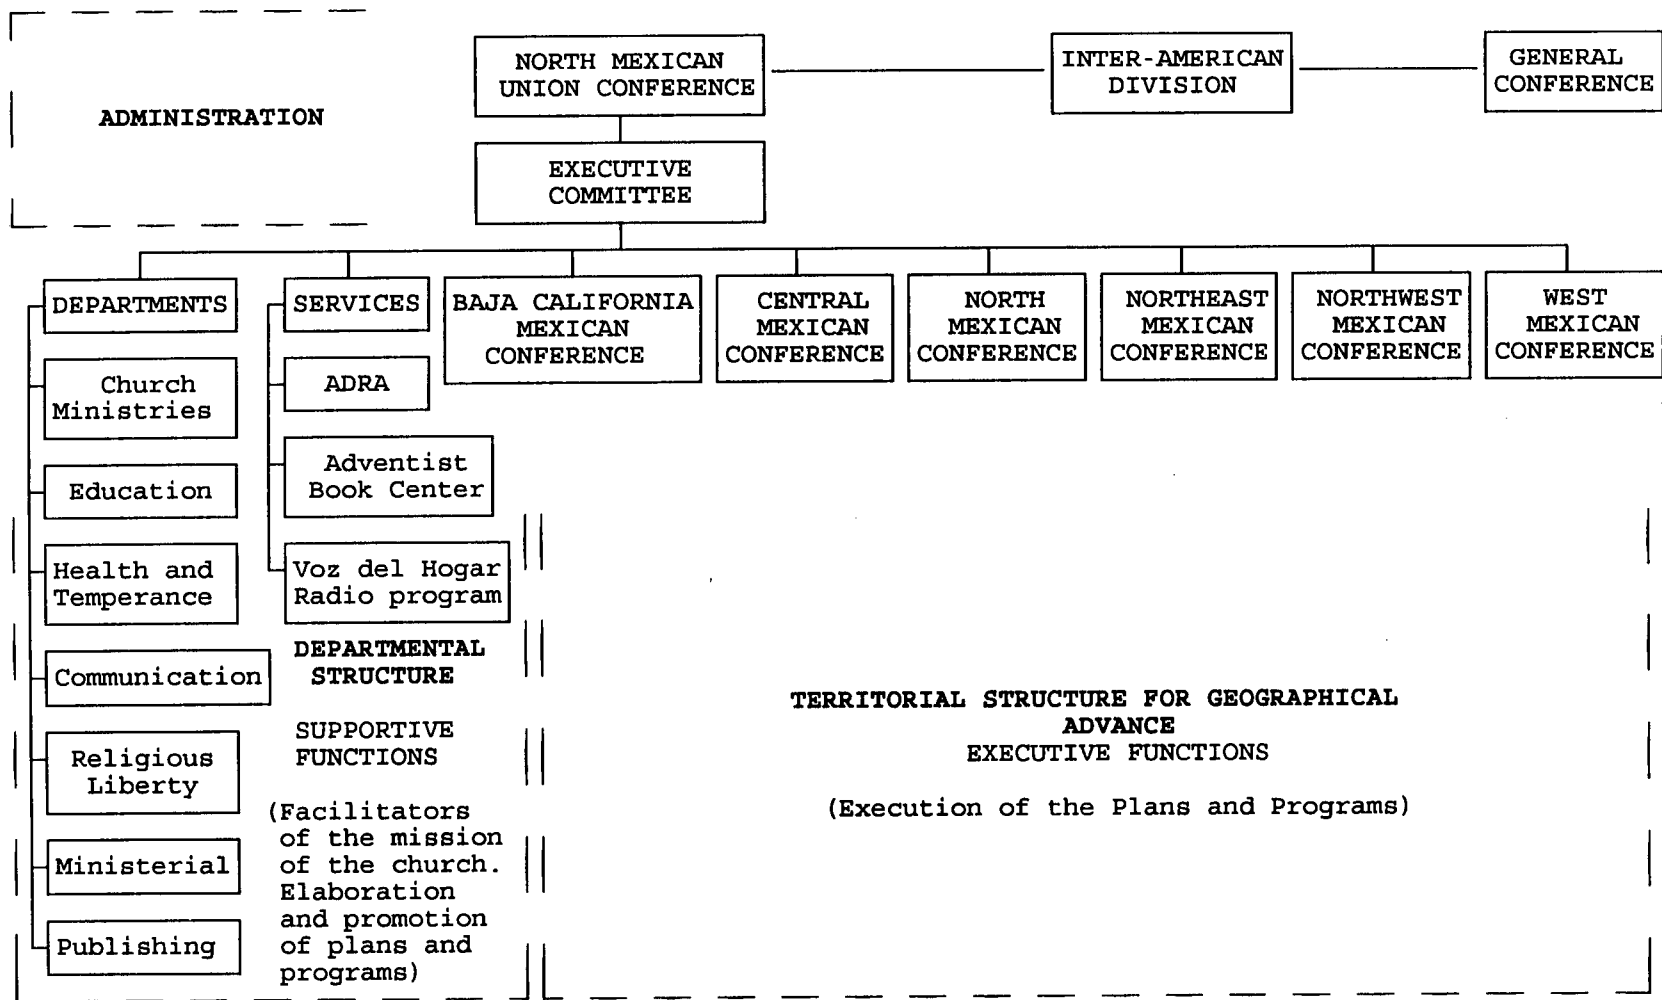 ADMINISTRATION
NORTH MEXICAN
UNION CONFERENCE
INTER-AMERICAN
DIVISION
GENERAL
CONFERENCE
EXECUTIVE
COMMITTEE
DEPARTMENTS
Church
Ministries
Education
Health and
Temperance
Communication
Religious
Liberty
Ministerial
Publishing
SERVICES
ADRA
Adventist
Book Center
Voz del Hogar
Radio program
DEPARTMENTAL
STRUCTURE
SUPPORTIVE
FUNCTIONS
(Facilitators
of the mission
of the church.
Elaboration
and promotion
of plans and
programs)
BAJA CALIFORNIA
MEXICAN
CONFERENCE
CENTRAL
MEXICAN
CONFERENCE
NORTH
MEXICAN
CONFERENCE
NORTHEAST
MEXICAN
CONFERENCE
NORTHWEST
MEXICAN
CONFERENCE
WEST
MEXICAN
CONFERENCE
TERRITORIAL STRUCTURE FOR GEOGRAPHICAL
ADVANCE
EXECUTIVE FUNCTIONS
(Execution of the Plans and Programs)